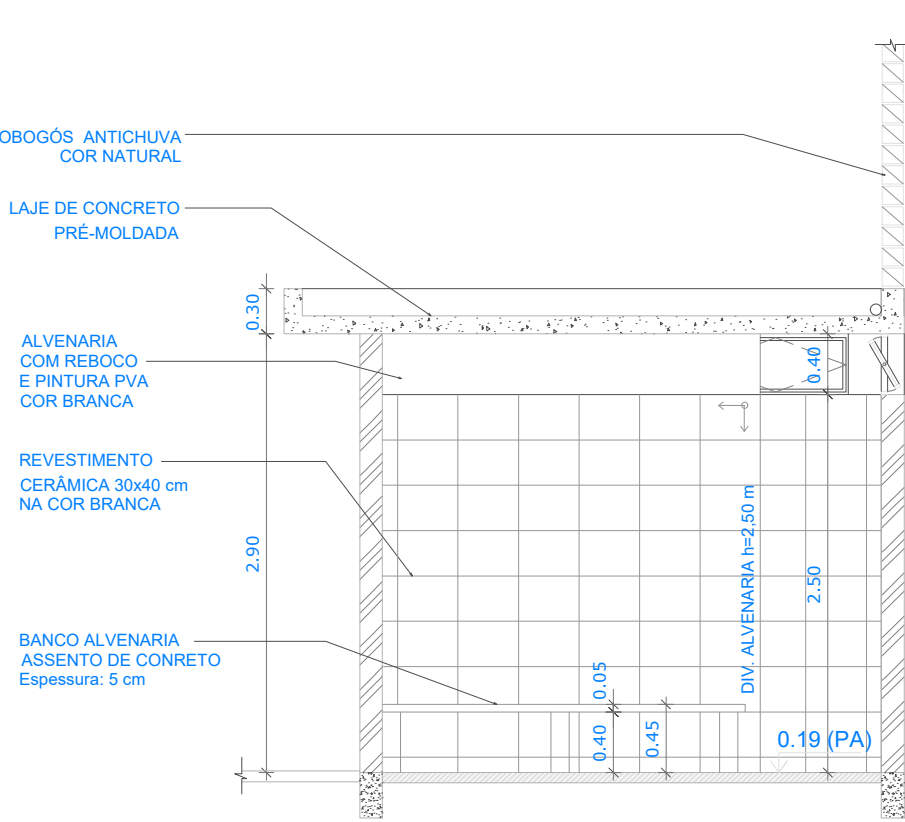 OBOGÓS ANTICHUVA
COR NATURAL
LAJE DE CONCRETO
PRÉ-MOLDADA
0.30
ALVENARIA
COM REBOCO
E PINTURA PVA
COR BRANCA
0.40
REVESTIMENTO
CERÂMICA 30x40 cm
NA COR BRANCA
2.90
DIV. ALVENARIA h=2,50 m
2.50
BANCO ALVENARIA
ASSENTO DE CONRETO
Espessura: 5 cm
0.05
0.40
0.45
0.19 (PA)